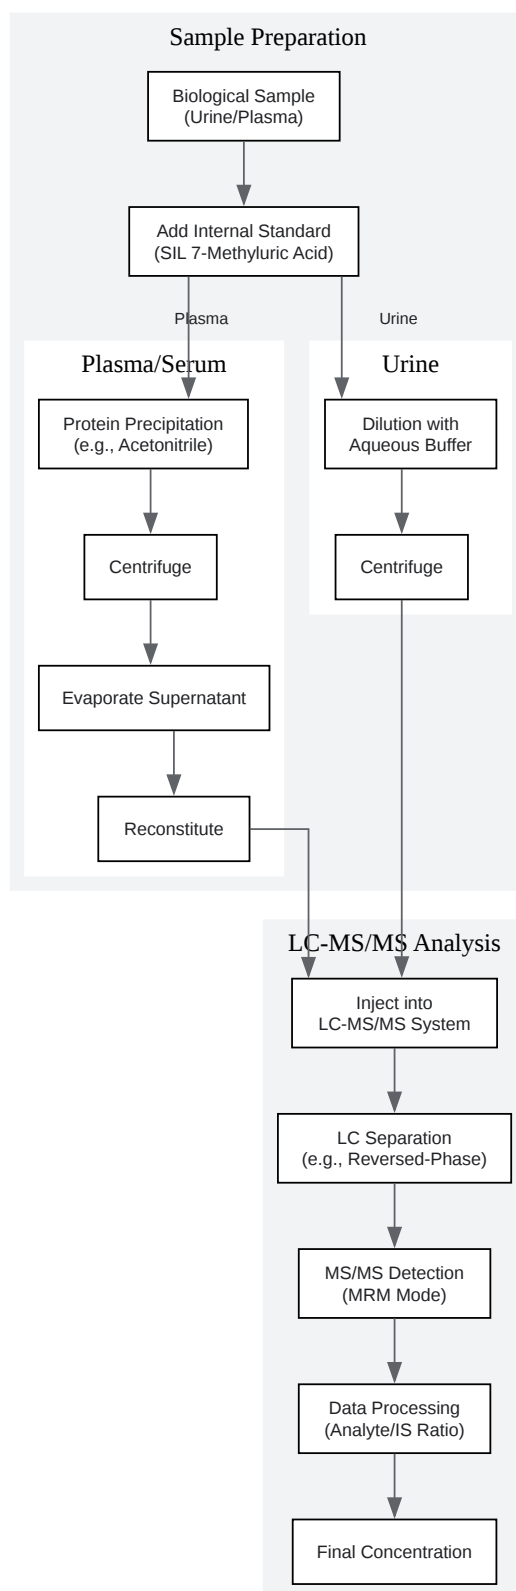 Sample Preparation
Biological Sample
(Urine/Plasma)
Add Internal Standard
(SIL 7-Methyluric Acid)
Plasma
Urine
Plasma/Serum
Protein Precipitation
(e.g., Acetonitrile)
Centrifuge
Evaporate Supernatant
Reconstitute
Urine
Dilution with
Aqueous Buffer
Centrifuge
LC-MS/MS Analysis
Inject into
LC-MS/MS System
LC Separation
(e.g., Reversed-Phase)
MS/MS Detection
(MRM Mode)
Data Processing
(Analyte/IS Ratio)
Final Concentration